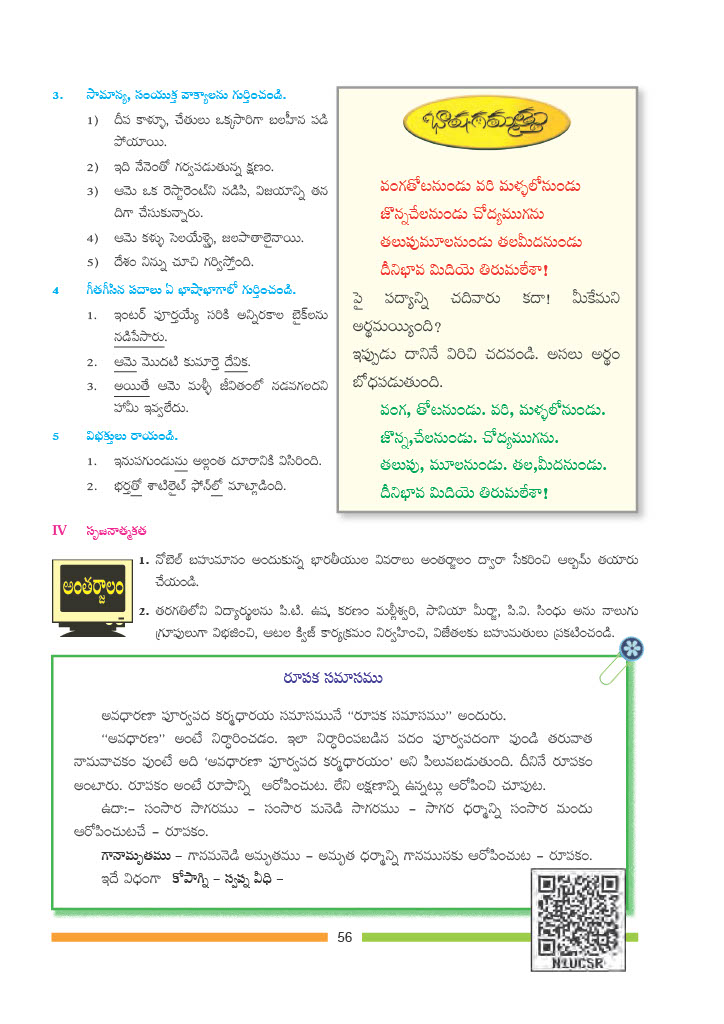 3. సామాన్య, సంయుక్త వాక్యాలను గుర్తించండి.
1) దీప కాళ్ళూ, చేతులు ఒక్కసారిగా బలహీన పడి
పోయాయి.
2) ఇది నేనెంతో గర్వపడుతున్న క్షణం.
3) ఆమె ఒక రెస్టారెంట్‌ని నడిపి, విజయాన్ని తన
దిగా చేసుకున్నారు.
4) ఆమె కళ్ళు సెలయేళ్ళై, జలపాతాలైనాయి.
5) దేశం నిన్ను చూచి గర్విస్తోంది.
4 గీతగీసిన పదాలు ఏ భాషాభాగాలో గుర్తించండి.
1. ఇంటర్ పూర్తయ్యే సరికి అన్నిరకాల బైక్‌లను
నడిపేసారు.
2. ఆమె మొదటి కుమార్తె దేవిక.
3. అయితే ఆమె మళ్ళీ జీవితంలో నడవగలదని
హామీ ఇవ్వలేదు.
5 విభక్తులు రాయండి.
1. ఇనుపగుండును అల్లంత దూరానికి విసిరింది.
2. భర్తతో శాటిలైట్ ఫోన్‌లో మాట్లాడింది.
భాషగమ్మత్తు
వంగతోటనుండు వరి మళ్ళలోనుండు
జొన్నచేలనుండు చోద్యముగను
తలుపుమూలనుండు తలమీదనుండు
దీనిభావ మిదియె తిరుమలేశా!
పై పద్యాన్ని చదివారు కదా! మీకేమని
అర్థమయ్యింది?
ఇప్పుడు దానినే విరిచి చదవండి. అసలు అర్థం
బోధపడుతుంది.
వంగ, తోటనుండు. వరి, మళ్ళలోనుండు.
జొన్న,చేలనుండు. చోద్యముగను.
తలుపు, మూలనుండు. తల,మీదనుండు.
దీనిభావ మిదియె తిరుమలేశా!
IV సృజనాత్మకత
అంతర్జాలం
1. నోబెల్ బహుమానం అందుకున్న భారతీయుల వివరాలు అంతర్జాలం ద్వారా సేకరించి ఆల్బమ్ తయారు
చేయండి.
2. తరగతిలోని విద్యార్థులను పి.టి. ఉష, కరణం మల్లీశ్వరి, సానియా మీర్జా, పి.వి. సింధు అను నాలుగు
గ్రూపులుగా విభజించి, ఆటల క్విజ్ కార్యక్రమం నిర్వహించి, విజేతలకు బహుమతులు ప్రకటించండి.
రూపక సమాసము
అవధారణా పూర్వపద కర్మధారయ సమాసమునే “రూపక సమాసము” అందురు.
“అవధారణ” అంటే నిర్ధారించడం. ఇలా నిర్ధారింపబడిన పదం పూర్వపదంగా వుండి తరువాత
నామవాచకం వుంటే అది ‘అవధారణా పూర్వపద కర్మధారయం’ అని పిలువబడుతుంది. దీనినే రూపకం
అంటారు. రూపకం అంటే రూపాన్ని ఆరోపించుట. లేని లక్షణాన్ని ఉన్నట్లు ఆరోపించి చూపుట.
ఉదా:– సంసార సాగరము – సంసార మనెడి సాగరము – సాగర ధర్మాన్ని సంసార మందు
ఆరోపించుటచే – రూపకం.
గానామృతము – గానమనెడి అమృతము – అమృత ధర్మాన్ని గానమునకు ఆరోపించుట – రూపకం.
ఇదే విధంగా కోపాగ్ని – స్వప్న వీధి –
56
N1UCSR